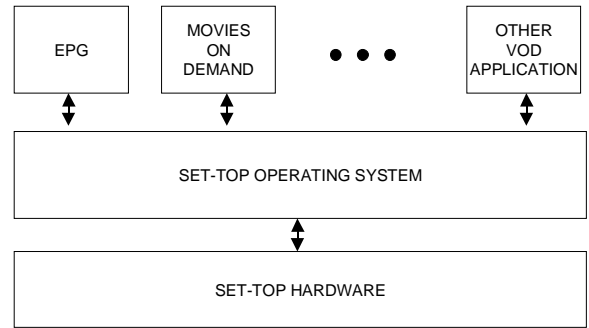 EPG
MOVIES
ON
DEMAND
OTHER
VOD
APPLICATION
SET-TOP OPERATING SYSTEM
SET-TOP HARDWARE